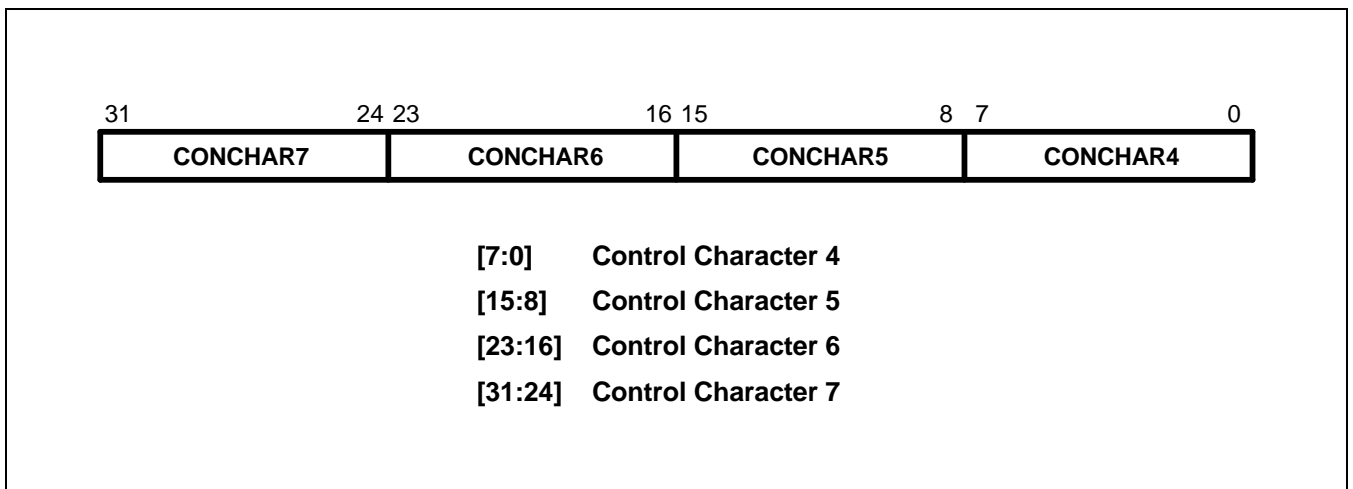 31 24 23 16 15 8 7 0
CONCHAR7 CONCHAR6 CONCHAR5 CONCHAR4
[7:0] Control Character 4
[15:8] Control Character 5
[23:16] Control Character 6
[31:24] Control Character 7